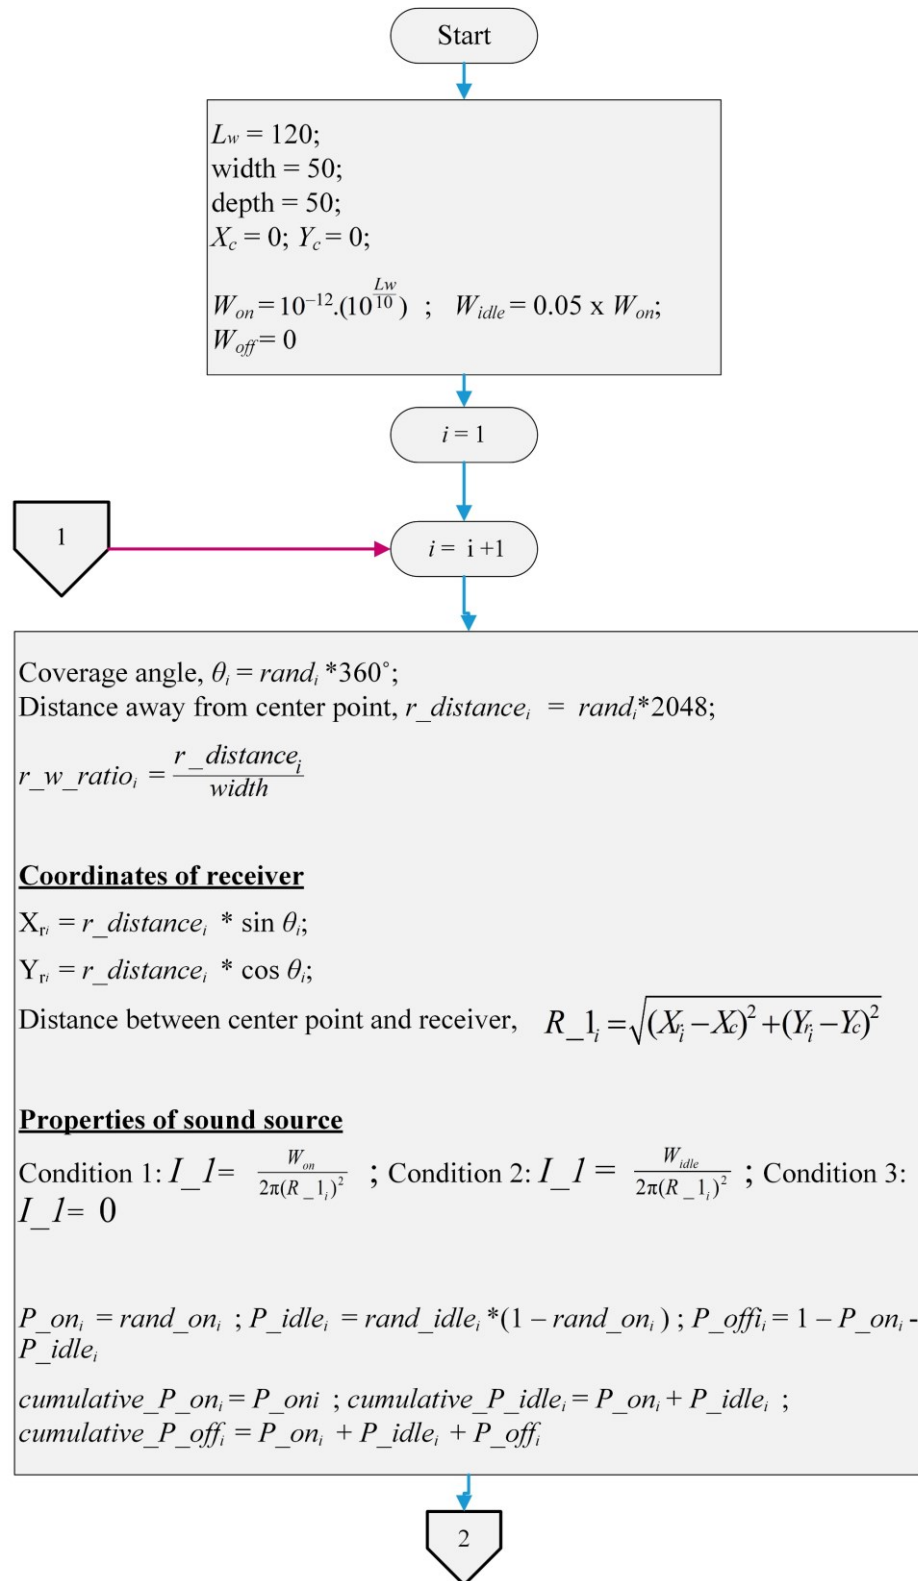 Start
Lw = 120;
width = 50;
depth = 50;
Xc = 0; Yc = 0;
Won = 10⁻¹².(10^(Lw/10)) ; Widle = 0.05 x Won;
Woff = 0
i = 1
1
i = i +1
Coverage angle, θi = randi *360˚;
Distance away from center point, r_distancei = randi*2048;
r_w_ratioi = r_distancei / width
Coordinates of receiver
Xri = r_distancei * sin θi;
Yri = r_distancei * cos θi;
Distance between center point and receiver, R_1i = √((Xri – Xc)² + (Yri – Yc)²)
Properties of sound source
Condition 1: I_1= Won / 2π(R_1i)² ; Condition 2: I_1 = Widle / 2π(R_1i)² ; Condition 3:
I_1= 0
P_oni = rand_oni ; P_idlei = rand_idlei *(1 – rand_oni ) ; P_offi = 1 – P_oni -
P_idlei
cumulative_P_oni = P_oni ; cumulative_P_idlei = P_oni + P_idlei ;
cumulative_P_offi = P_oni + P_idlei + P_offi
2